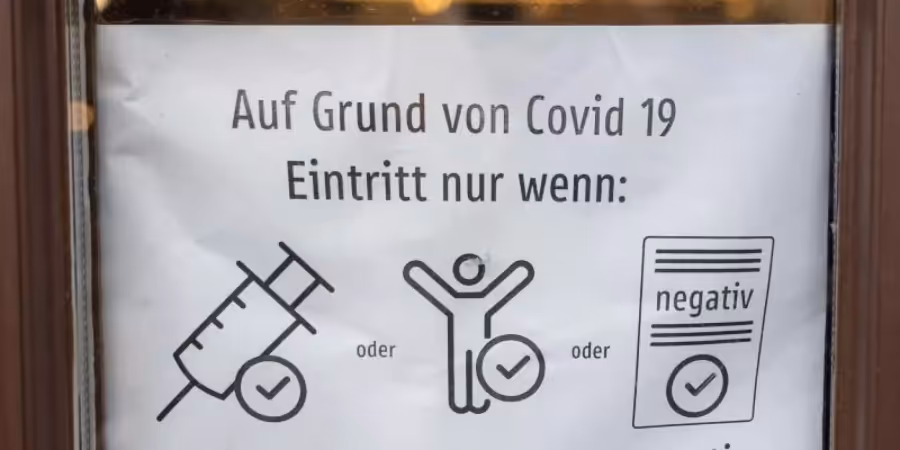 Auf Grund von Covid 19
Eintritt nur wenn:
oder
oder
negativ